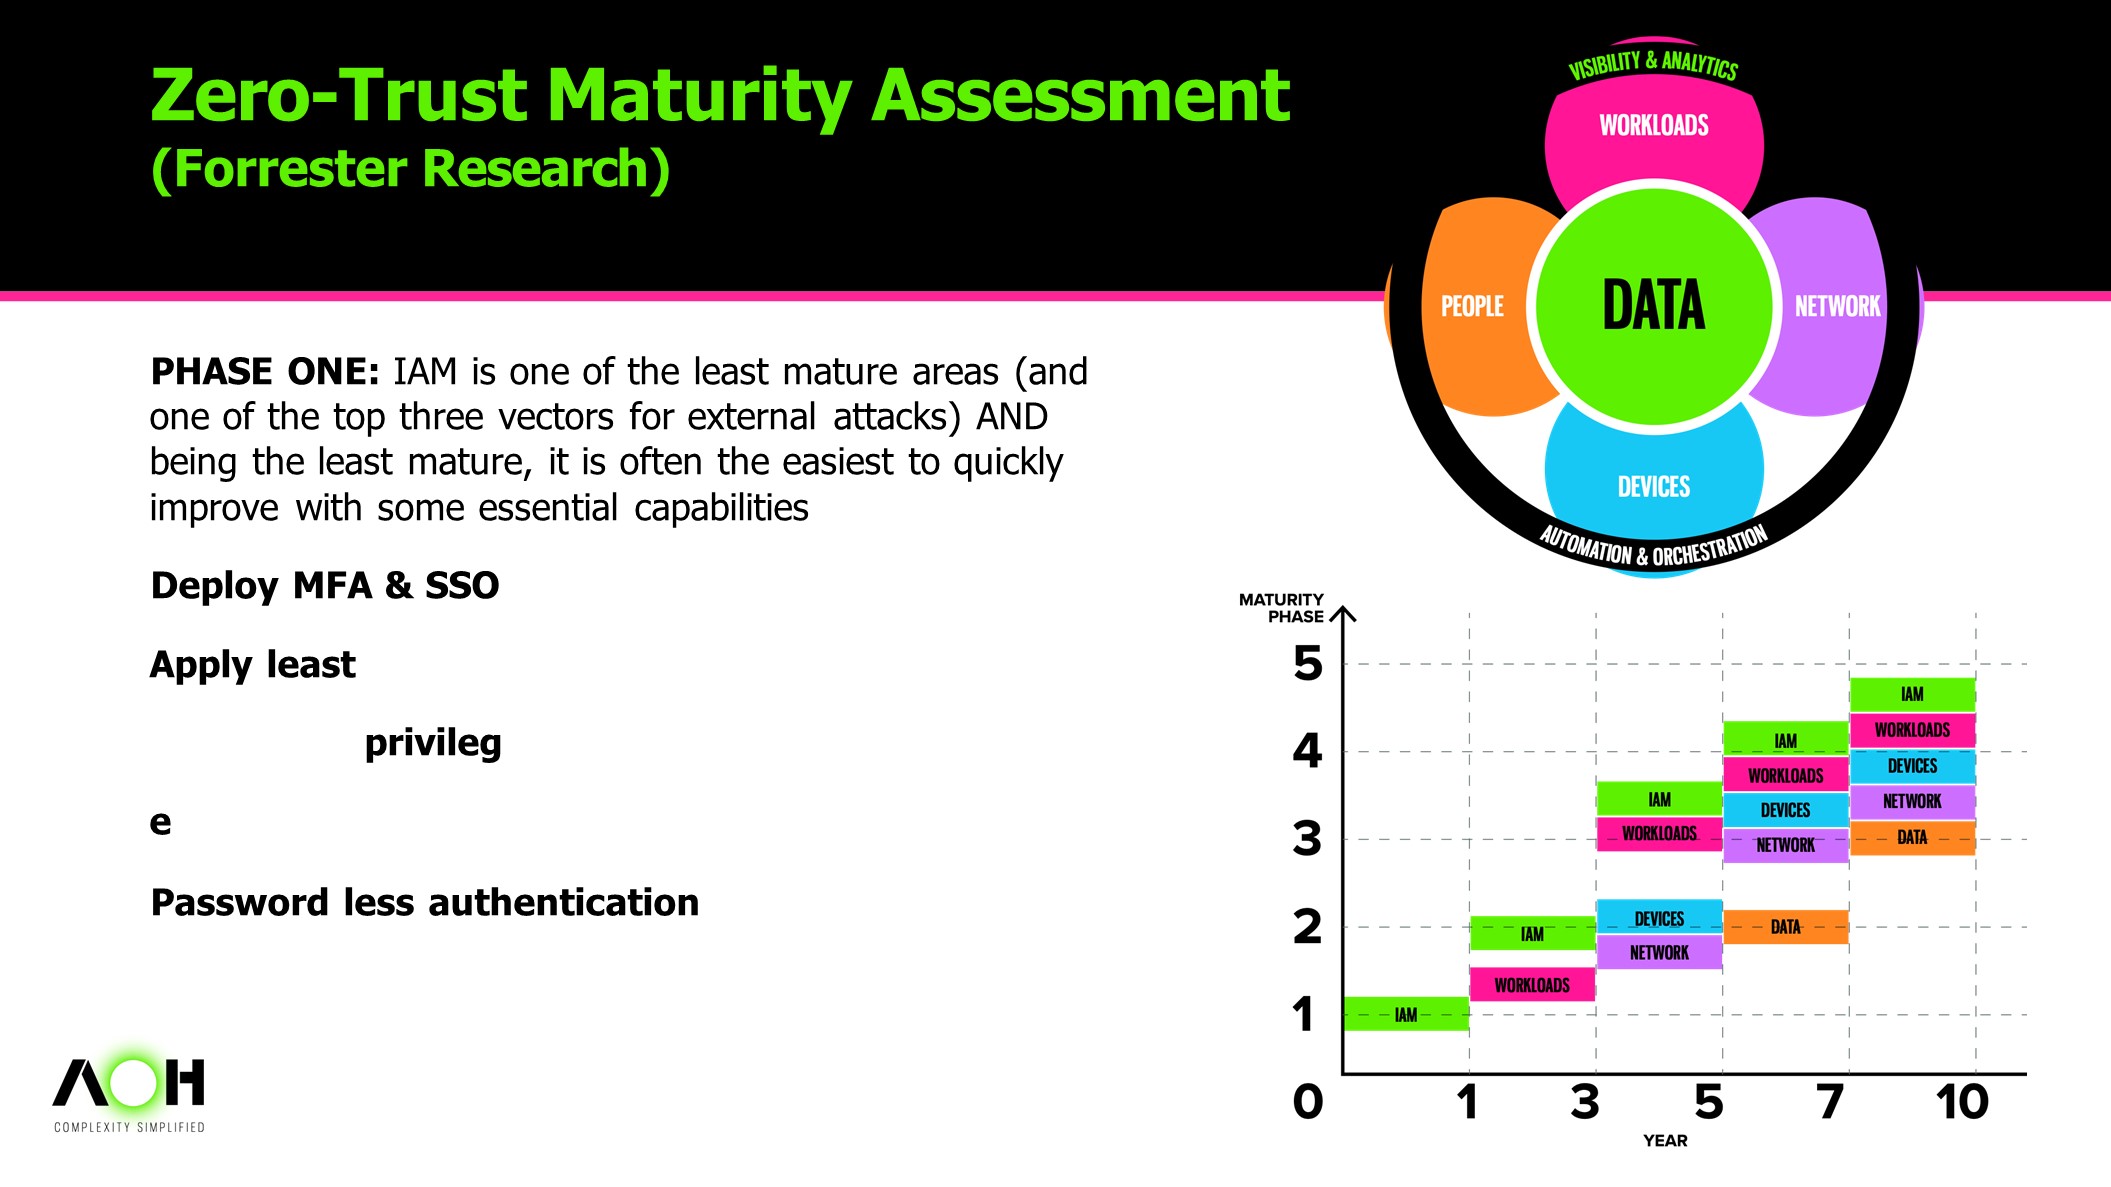 Zero-Trust Maturity Assessment
(Forrester Research)
VISIBILITY & ANALYTICS
WORKLOADS
PEOPLE
DATA
NETWORK
DEVICES
AUTOMATION & ORCHESTRATION
PHASE ONE: IAM is one of the least mature areas (and
one of the top three vectors for external attacks) AND
being the least mature, it is often the easiest to quickly
improve with some essential capabilities
Deploy MFA & SSO
Apply least
privileg
e
Password less authentication
MATURITY
PHASE
5
4
3
2
1
0
IAM
IAM
WORKLOADS
IAM
WORKLOADS
DEVICES
NETWORK
IAM
WORKLOADS
DEVICES
NETWORK
DATA
IAM
WORKLOADS
DEVICES
NETWORK
DATA
1 3 5 7 10
YEAR
AOH
COMPLEXITY SIMPLIFIED